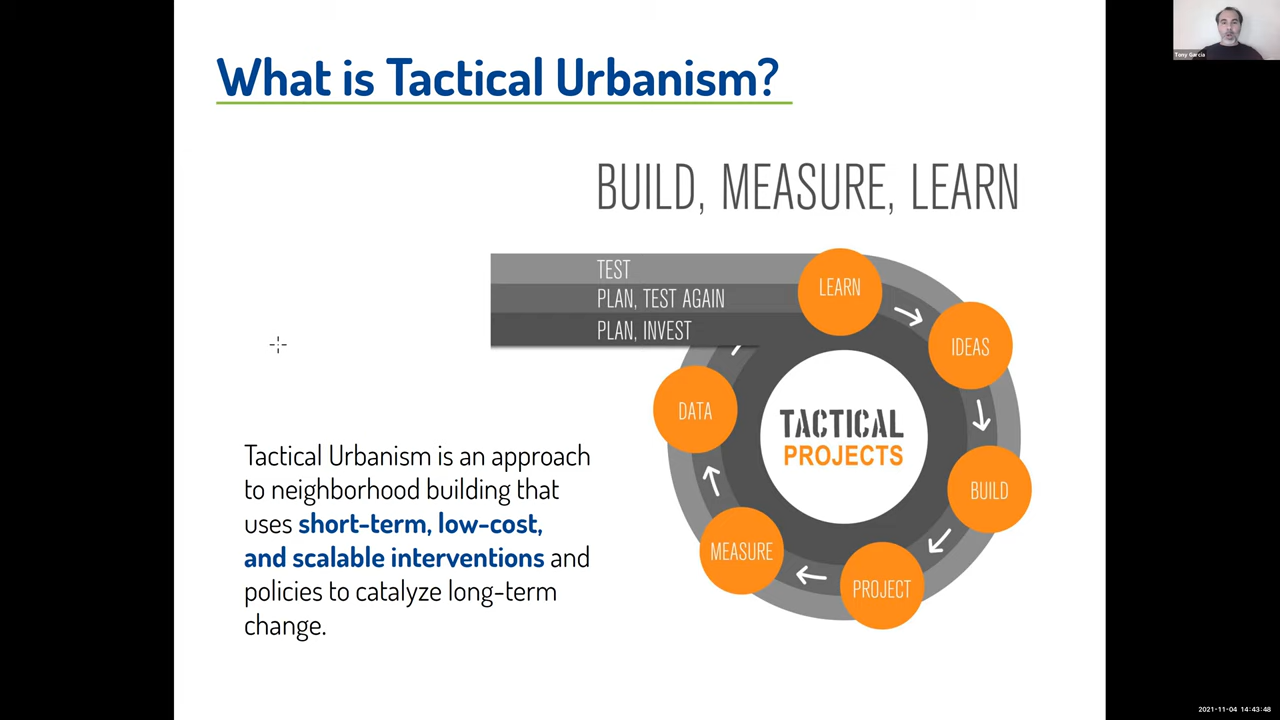 What is Tactical Urbanism?
Tony Garcia
BUILD, MEASURE, LEARN
TEST
PLAN, TEST AGAIN
PLAN, INVEST
LEARN
IDEAS
BUILD
PROJECT
MEASURE
DATA
TACTICAL
PROJECTS
Tactical Urbanism is an approach
to neighborhood building that
uses short-term, low-cost,
and scalable interventions and
policies to catalyze long-term
change.
2021-11-04 14:43:48